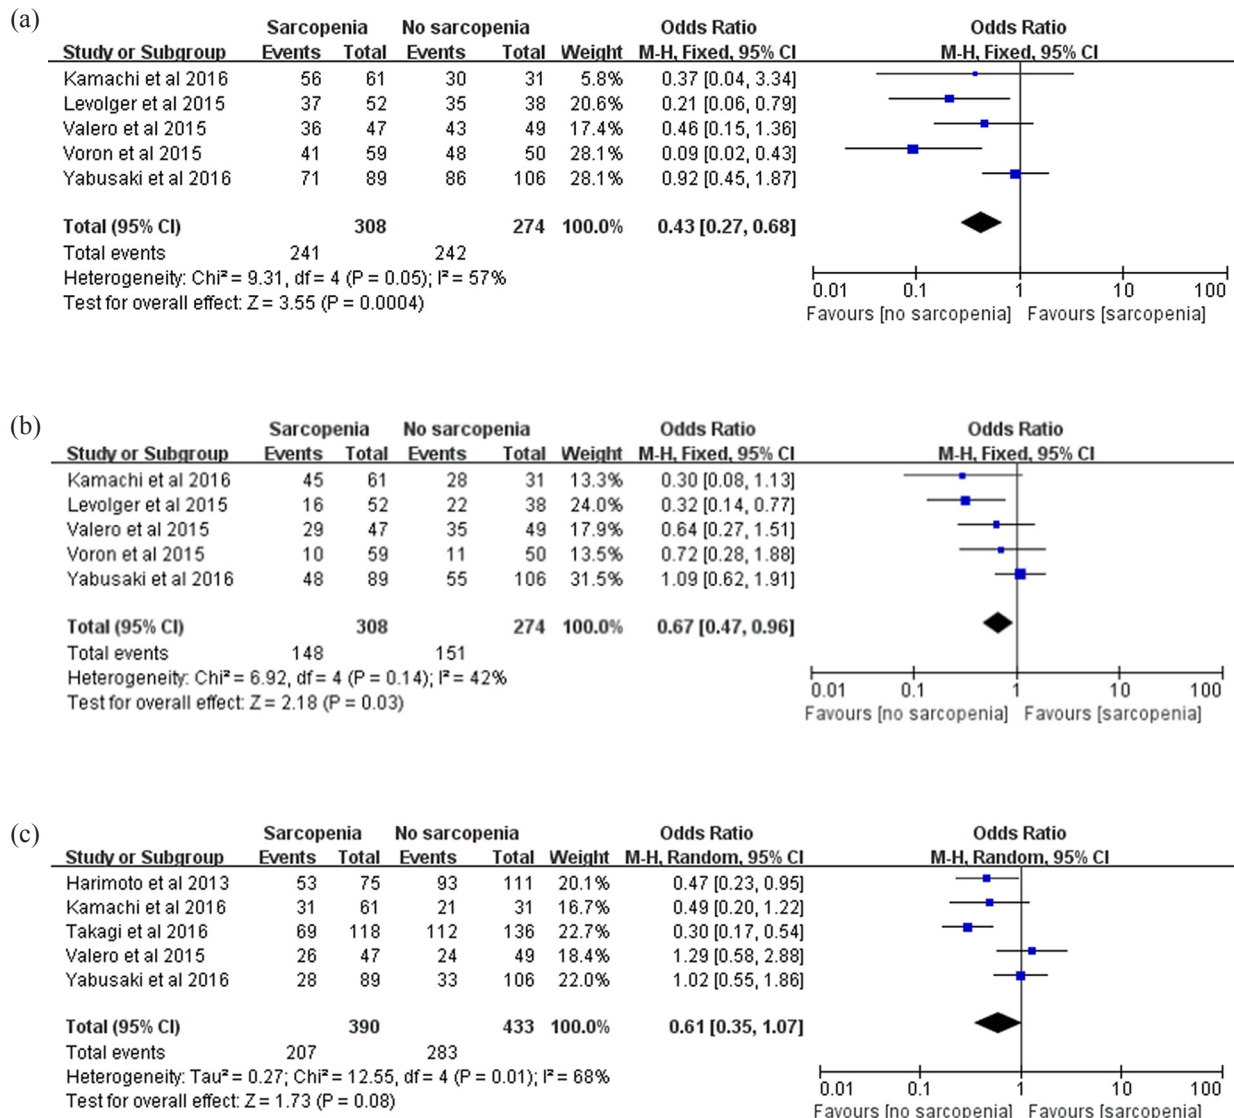 (a)
Sarcopenia No sarcopenia Odds Ratio Odds Ratio
Study or Subgroup Events Total Events Total Weight M-H, Fixed, 95% CI M-H, Fixed, 95% CI
Kamachi et al 2016 56 61 30 31 5.8% 0.37 [0.04, 3.34]
Levolger et al 2015 37 52 35 38 20.6% 0.21 [0.06, 0.79]
Valero et al 2015 36 47 43 49 17.4% 0.46 [0.15, 1.36]
Voron et al 2015 41 59 48 50 28.1% 0.09 [0.02, 0.43]
Yabusaki et al 2016 71 89 86 106 28.1% 0.92 [0.45, 1.87]
Total (95% CI) 308 274 100.0% 0.43 [0.27, 0.68]
Total events 241 242
Heterogeneity: Chi² = 9.31, df = 4 (P = 0.05); I² = 57%
Test for overall effect: Z = 3.55 (P = 0.0004)
0.01 0.1 1 10 100
Favours [no sarcopenia] Favours [sarcopenia]
(b)
Sarcopenia No sarcopenia Odds Ratio Odds Ratio
Study or Subgroup Events Total Events Total Weight M-H, Fixed, 95% CI M-H, Fixed, 95% CI
Kamachi et al 2016 45 61 28 31 13.3% 0.30 [0.08, 1.13]
Levolger et al 2015 16 52 22 38 24.0% 0.32 [0.14, 0.77]
Valero et al 2015 29 47 35 49 17.9% 0.64 [0.27, 1.51]
Voron et al 2015 10 59 11 50 13.5% 0.72 [0.28, 1.88]
Yabusaki et al 2016 48 89 55 106 31.5% 1.09 [0.62, 1.91]
Total (95% CI) 308 274 100.0% 0.67 [0.47, 0.96]
Total events 148 151
Heterogeneity: Chi² = 6.92, df = 4 (P = 0.14); I² = 42%
Test for overall effect: Z = 2.18 (P = 0.03)
0.01 0.1 1 10 100
Favours [no sarcopenia] Favours [sarcopenia]
(c)
Sarcopenia No sarcopenia Odds Ratio Odds Ratio
Study or Subgroup Events Total Events Total Weight M-H, Random, 95% CI M-H, Random, 95% CI
Harimoto et al 2013 53 75 93 111 20.1% 0.47 [0.23, 0.95]
Kamachi et al 2016 31 61 21 31 16.7% 0.49 [0.20, 1.22]
Takagi et al 2016 69 118 112 136 22.7% 0.30 [0.17, 0.54]
Valero et al 2015 26 47 24 49 18.4% 1.29 [0.58, 2.88]
Yabusaki et al 2016 28 89 33 106 22.0% 1.02 [0.55, 1.86]
Total (95% CI) 390 433 100.0% 0.61 [0.35, 1.07]
Total events 207 283
Heterogeneity: Tau² = 0.27; Chi² = 12.55, df = 4 (P = 0.01); I² = 68%
Test for overall effect: Z = 1.73 (P = 0.08)
0.01 0.1 1 10 100
Favours [no sarcopenia] Favours [sarcopenia]